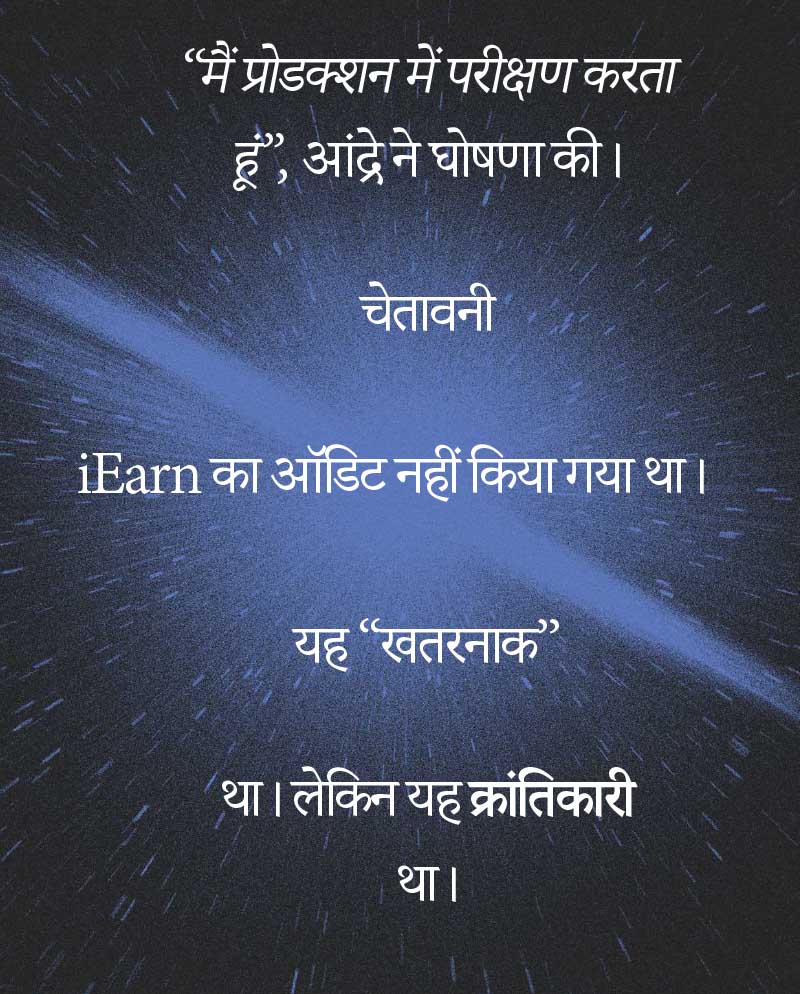 “मैं प्रोडक्शन में परीक्षण करता
हूं”, आंद्रे ने घोषणा की।
चेतावनी
iEarn का ऑडिट नहीं किया गया था।
यह “खतरनाक”
था। लेकिन यह क्रांतिकारी
था।